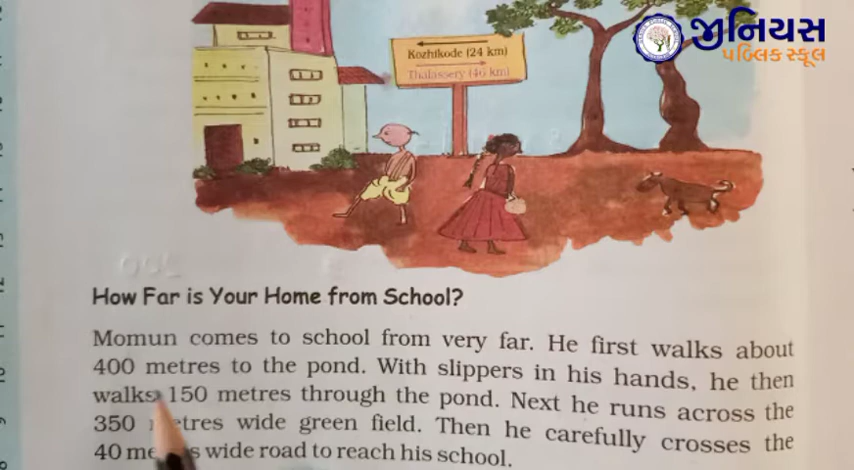 જીનિયસ
પબ્લિક સ્કૂલ
Kozhikode (24 km)
Thalassery (46 km)
How Far is Your Home from School?
Momun comes to school from very far. He first walks about
400 metres to the pond. With slippers in his hands, he then
walks 150 metres through the pond. Next he runs across the
350 metres wide green field. Then he carefully crosses the
40 metres wide road to reach his school.